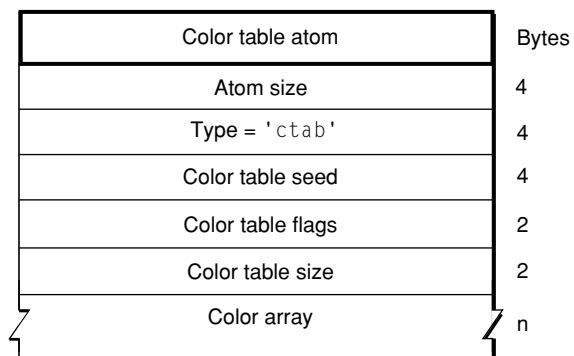 Color table atom Bytes
Atom size 4
Type = 'ctab' 4
Color table seed 4
Color table flags 2
Color table size 2
Color array n